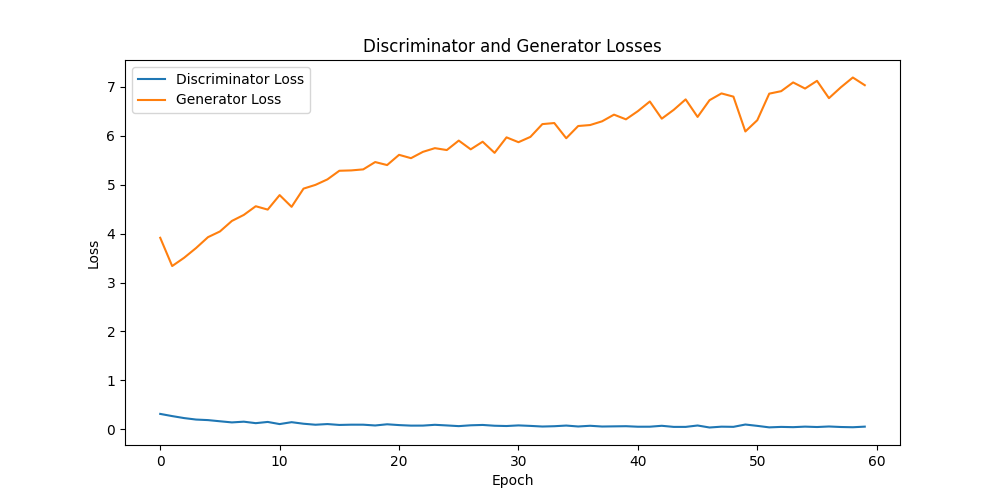 Discriminator and Generator Losses
Discriminator Loss
Generator Loss
7
6
5
4
3
2
1
0
Loss
0 10 20 30 40 50 60
Epoch